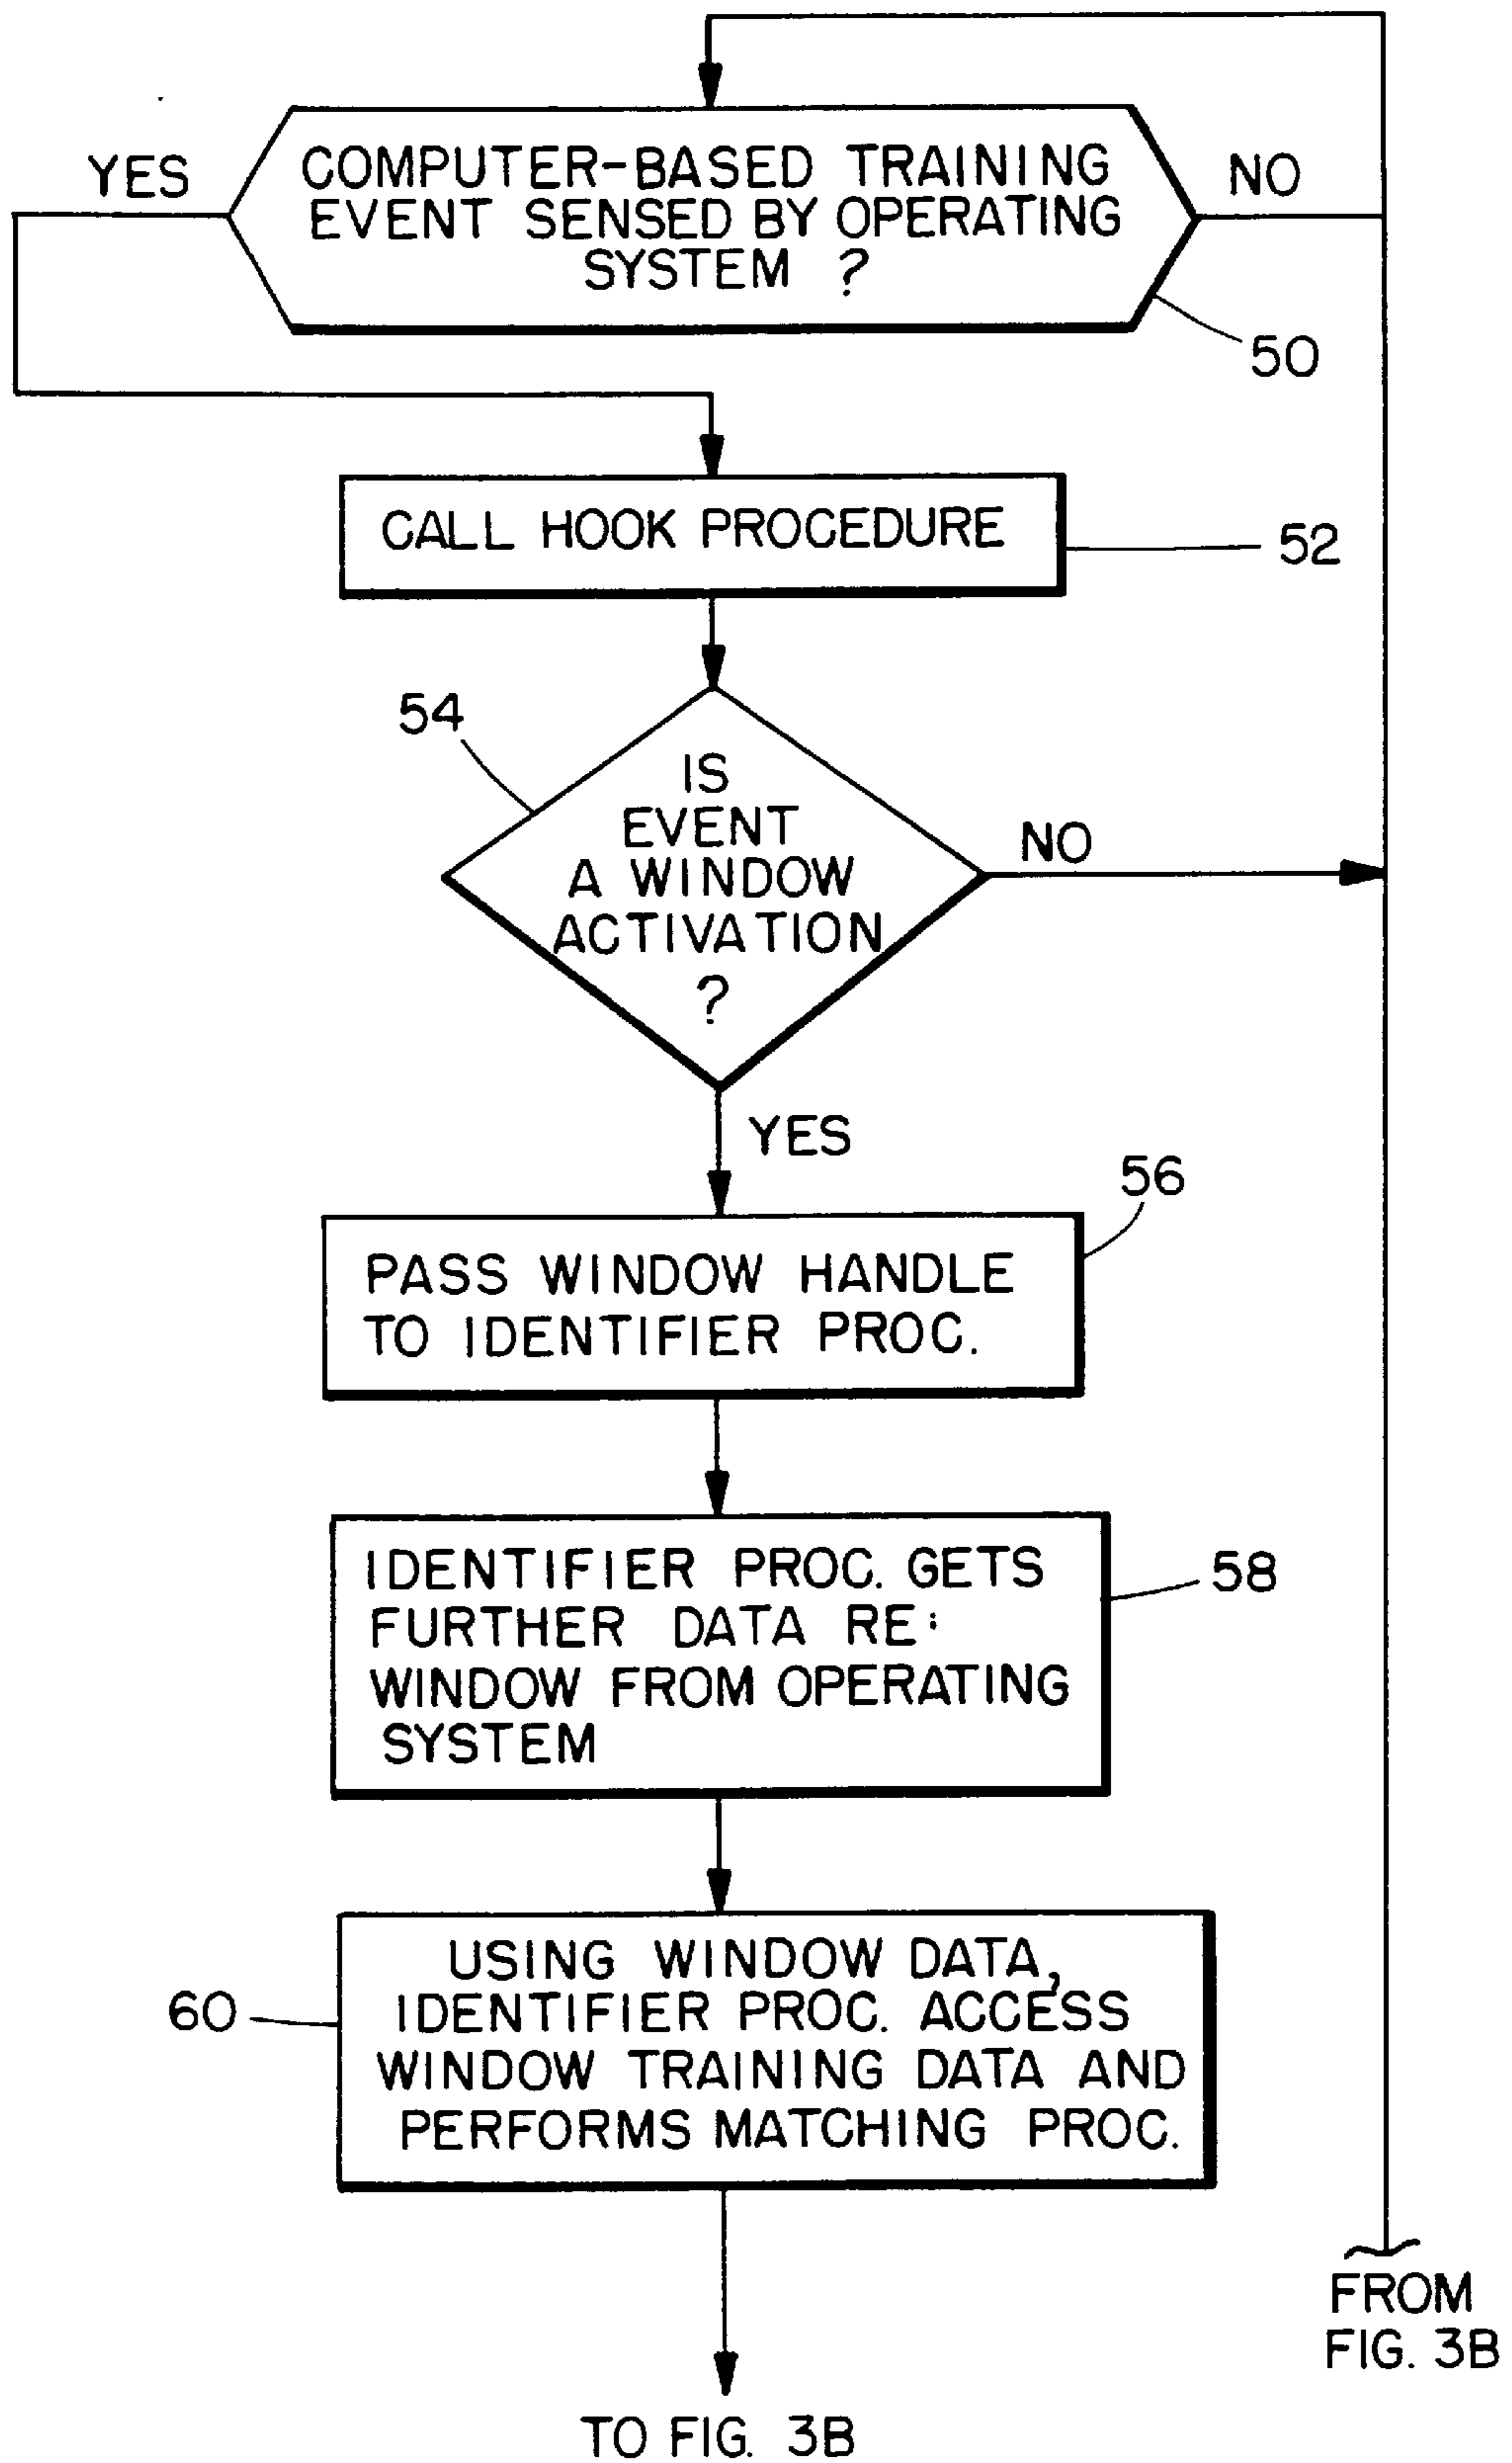 YES
COMPUTER-BASED TRAINING
EVENT SENSED BY OPERATING
SYSTEM ?
NO
50
CALL HOOK PROCEDURE
52
54
IS
EVENT
A WINDOW
ACTIVATION
?
NO
YES
56
PASS WINDOW HANDLE
TO IDENTIFIER PROC.
IDENTIFIER PROC. GETS
FURTHER DATA RE:
WINDOW FROM OPERATING
SYSTEM
58
USING WINDOW DATA,
IDENTIFIER PROC. ACCESS
WINDOW TRAINING DATA AND
PERFORMS MATCHING PROC.
60
FROM
FIG. 3B
TO FIG. 3B